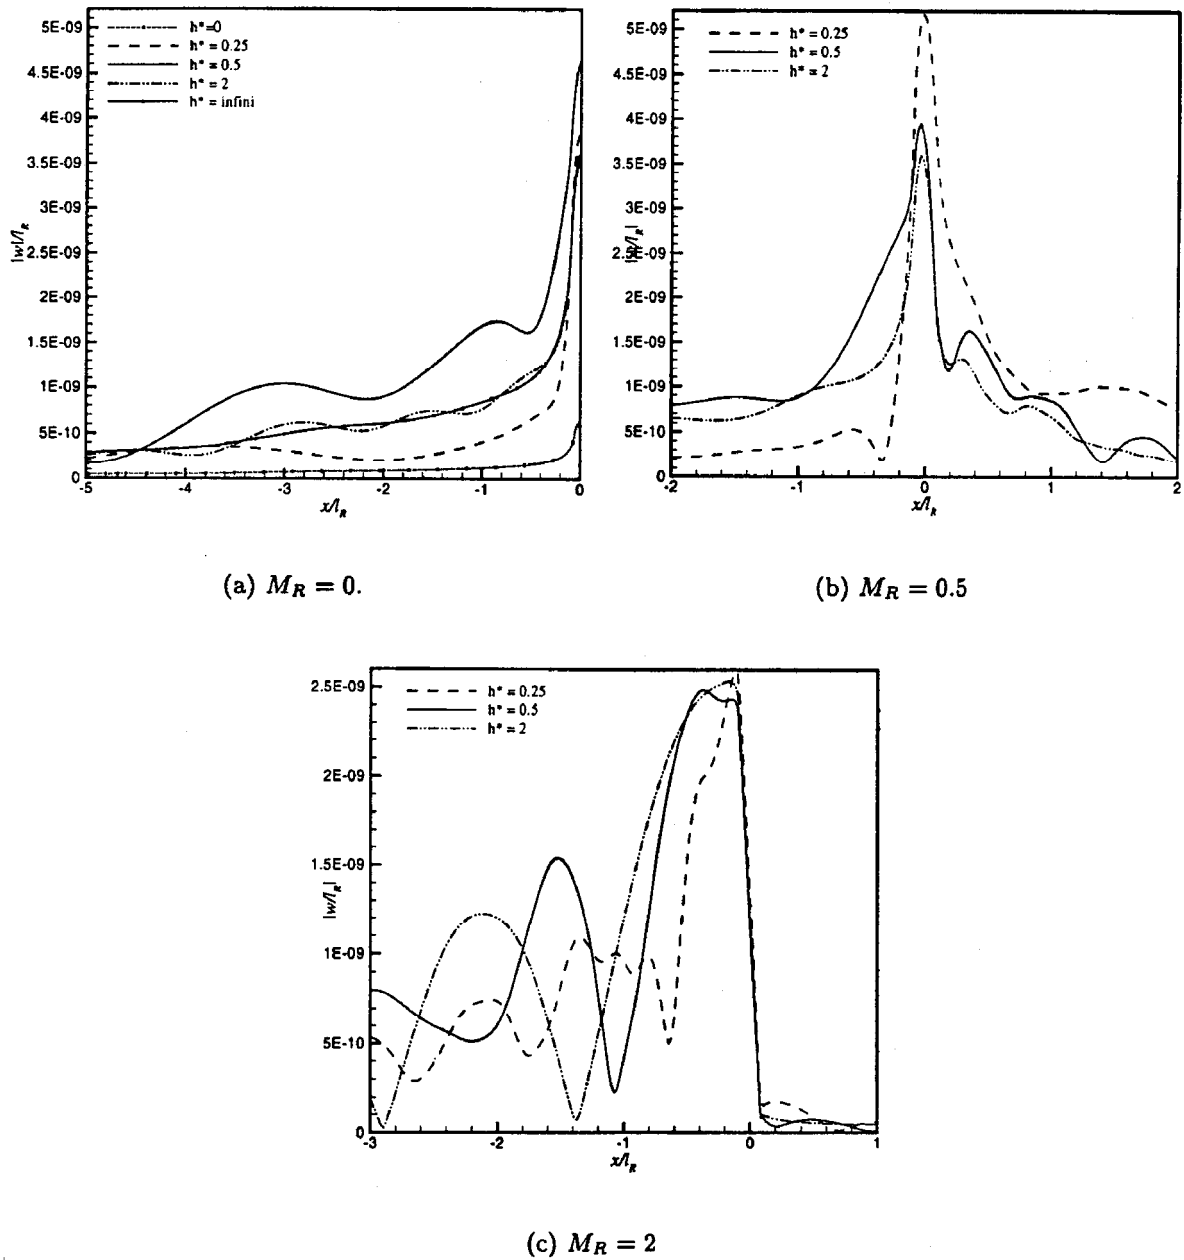 h*=0
h* = 0.25
h* = 0.5
h* = 2
h* = infini
4.5E-09
4E-09
3.5E-09
3E-09
2.5E-09
2E-09
1.5E-09
1E-09
5E-10
0
|w|/l_R
-5
-4
-3
-2
-1
0
x/l_R
(a) M_R = 0.
h* = 0.25
h* = 0.5
h* = 2
5E-09
4.5E-09
4E-09
3.5E-09
3E-09
2.5E-09
2E-09
1.5E-09
1E-09
5E-10
0
-2
-1
0
1
2
x/l_R
(b) M_R = 0.5
h* = 0.25
h* = 0.5
h* = 2
2.5E-09
2E-09
1.5E-09
1E-09
5E-10
0
|w/l_R|
-3
-2
-1
0
1
x/l_R
(c) M_R = 2